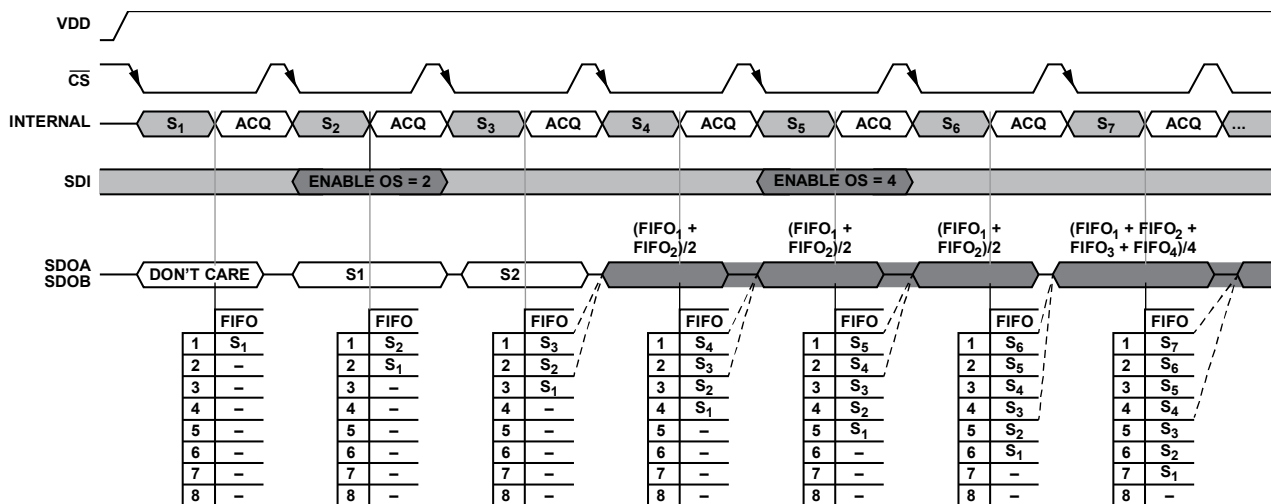 VDD
CS
INTERNAL S1 ACQ S2 ACQ S3 ACQ S4 ACQ S5 ACQ S6 ACQ S7 ACQ ...
SDI ENABLE OS = 2 ENABLE OS = 4
(FIFO1 + (FIFO1 + (FIFO1 + (FIFO1 + FIFO2 +
FIFO2)/2 FIFO2)/2 FIFO2)/2 FIFO3 + FIFO4)/4
SDOA
SDOB
DON'T CARE S1 S2
FIFO FIFO FIFO FIFO FIFO FIFO FIFO
1 S1 1 S2 1 S3 1 S4 1 S5 1 S6 1 S7
2 – 2 S1 2 S2 2 S3 2 S4 2 S5 2 S6
3 – 3 – 3 S1 3 S2 3 S3 3 S4 3 S5
4 – 4 – 4 – 4 S1 4 S2 4 S3 4 S4
5 – 5 – 5 – 5 – 5 S1 5 S2 5 S3
6 – 6 – 6 – 6 – 6 – 6 S1 6 S2
7 – 7 – 7 – 7 – 7 – 7 – 7 S1
8 – 8 – 8 – 8 – 8 – 8 – 8 –